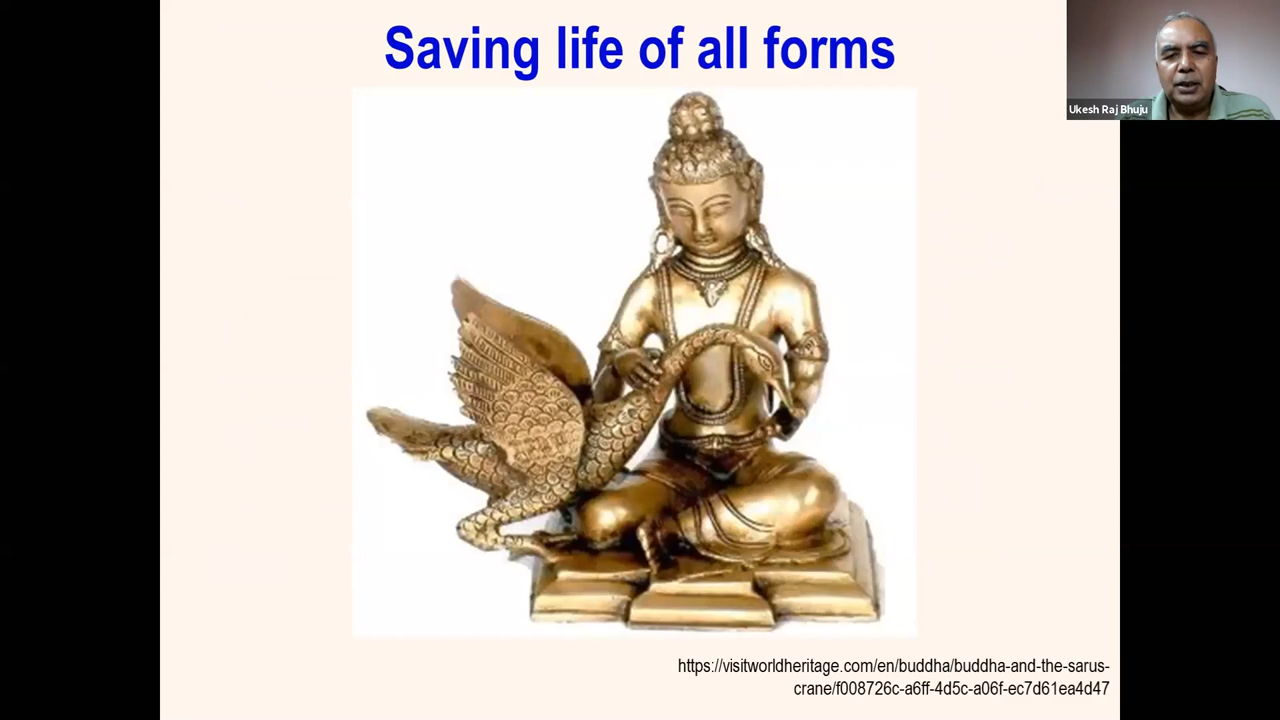 Saving life of all forms
Ukesh Raj Bhuju
https://visitworldheritage.com/en/buddha/buddha-and-the-sarus-
crane/f008726c-a6ff-4d5c-a06f-ec7d61ea4d47